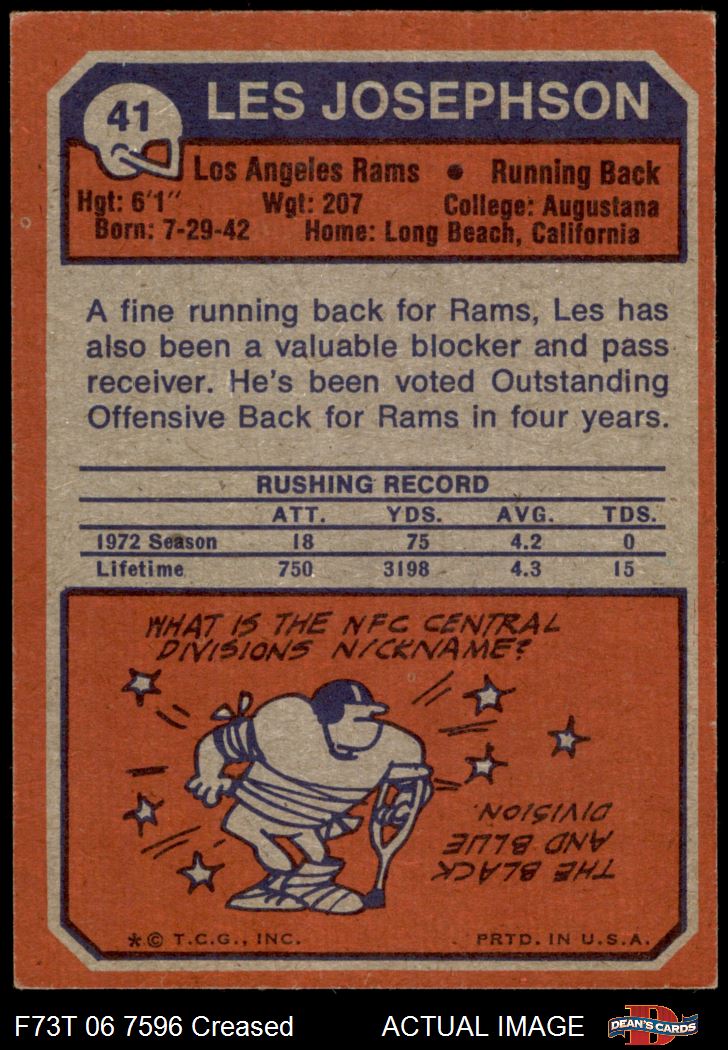 41
LES JOSEPHSON
Los Angeles Rams • Running Back
Hgt: 6'1" Wgt: 207 College: Augustana
Born: 7-29-42 Home: Long Beach, California
A fine running back for Rams, Les has
also been a valuable blocker and pass
receiver. He's been voted Outstanding
Offensive Back for Rams in four years.
RUSHING RECORD
ATT. YDS. AVG. TDS.
1972 Season 18 75 4.2 0
Lifetime 750 3198 4.3 15
WHAT IS THE NFC CENTRAL
DIVISIONS NICKNAME?
THE BLACK
AND BLUE
DIVISION.
*© T.C.G., INC. PRTD. IN U.S.A.
F73T 06 7596 Creased ACTUAL IMAGE
D
DEAN'S CARDS